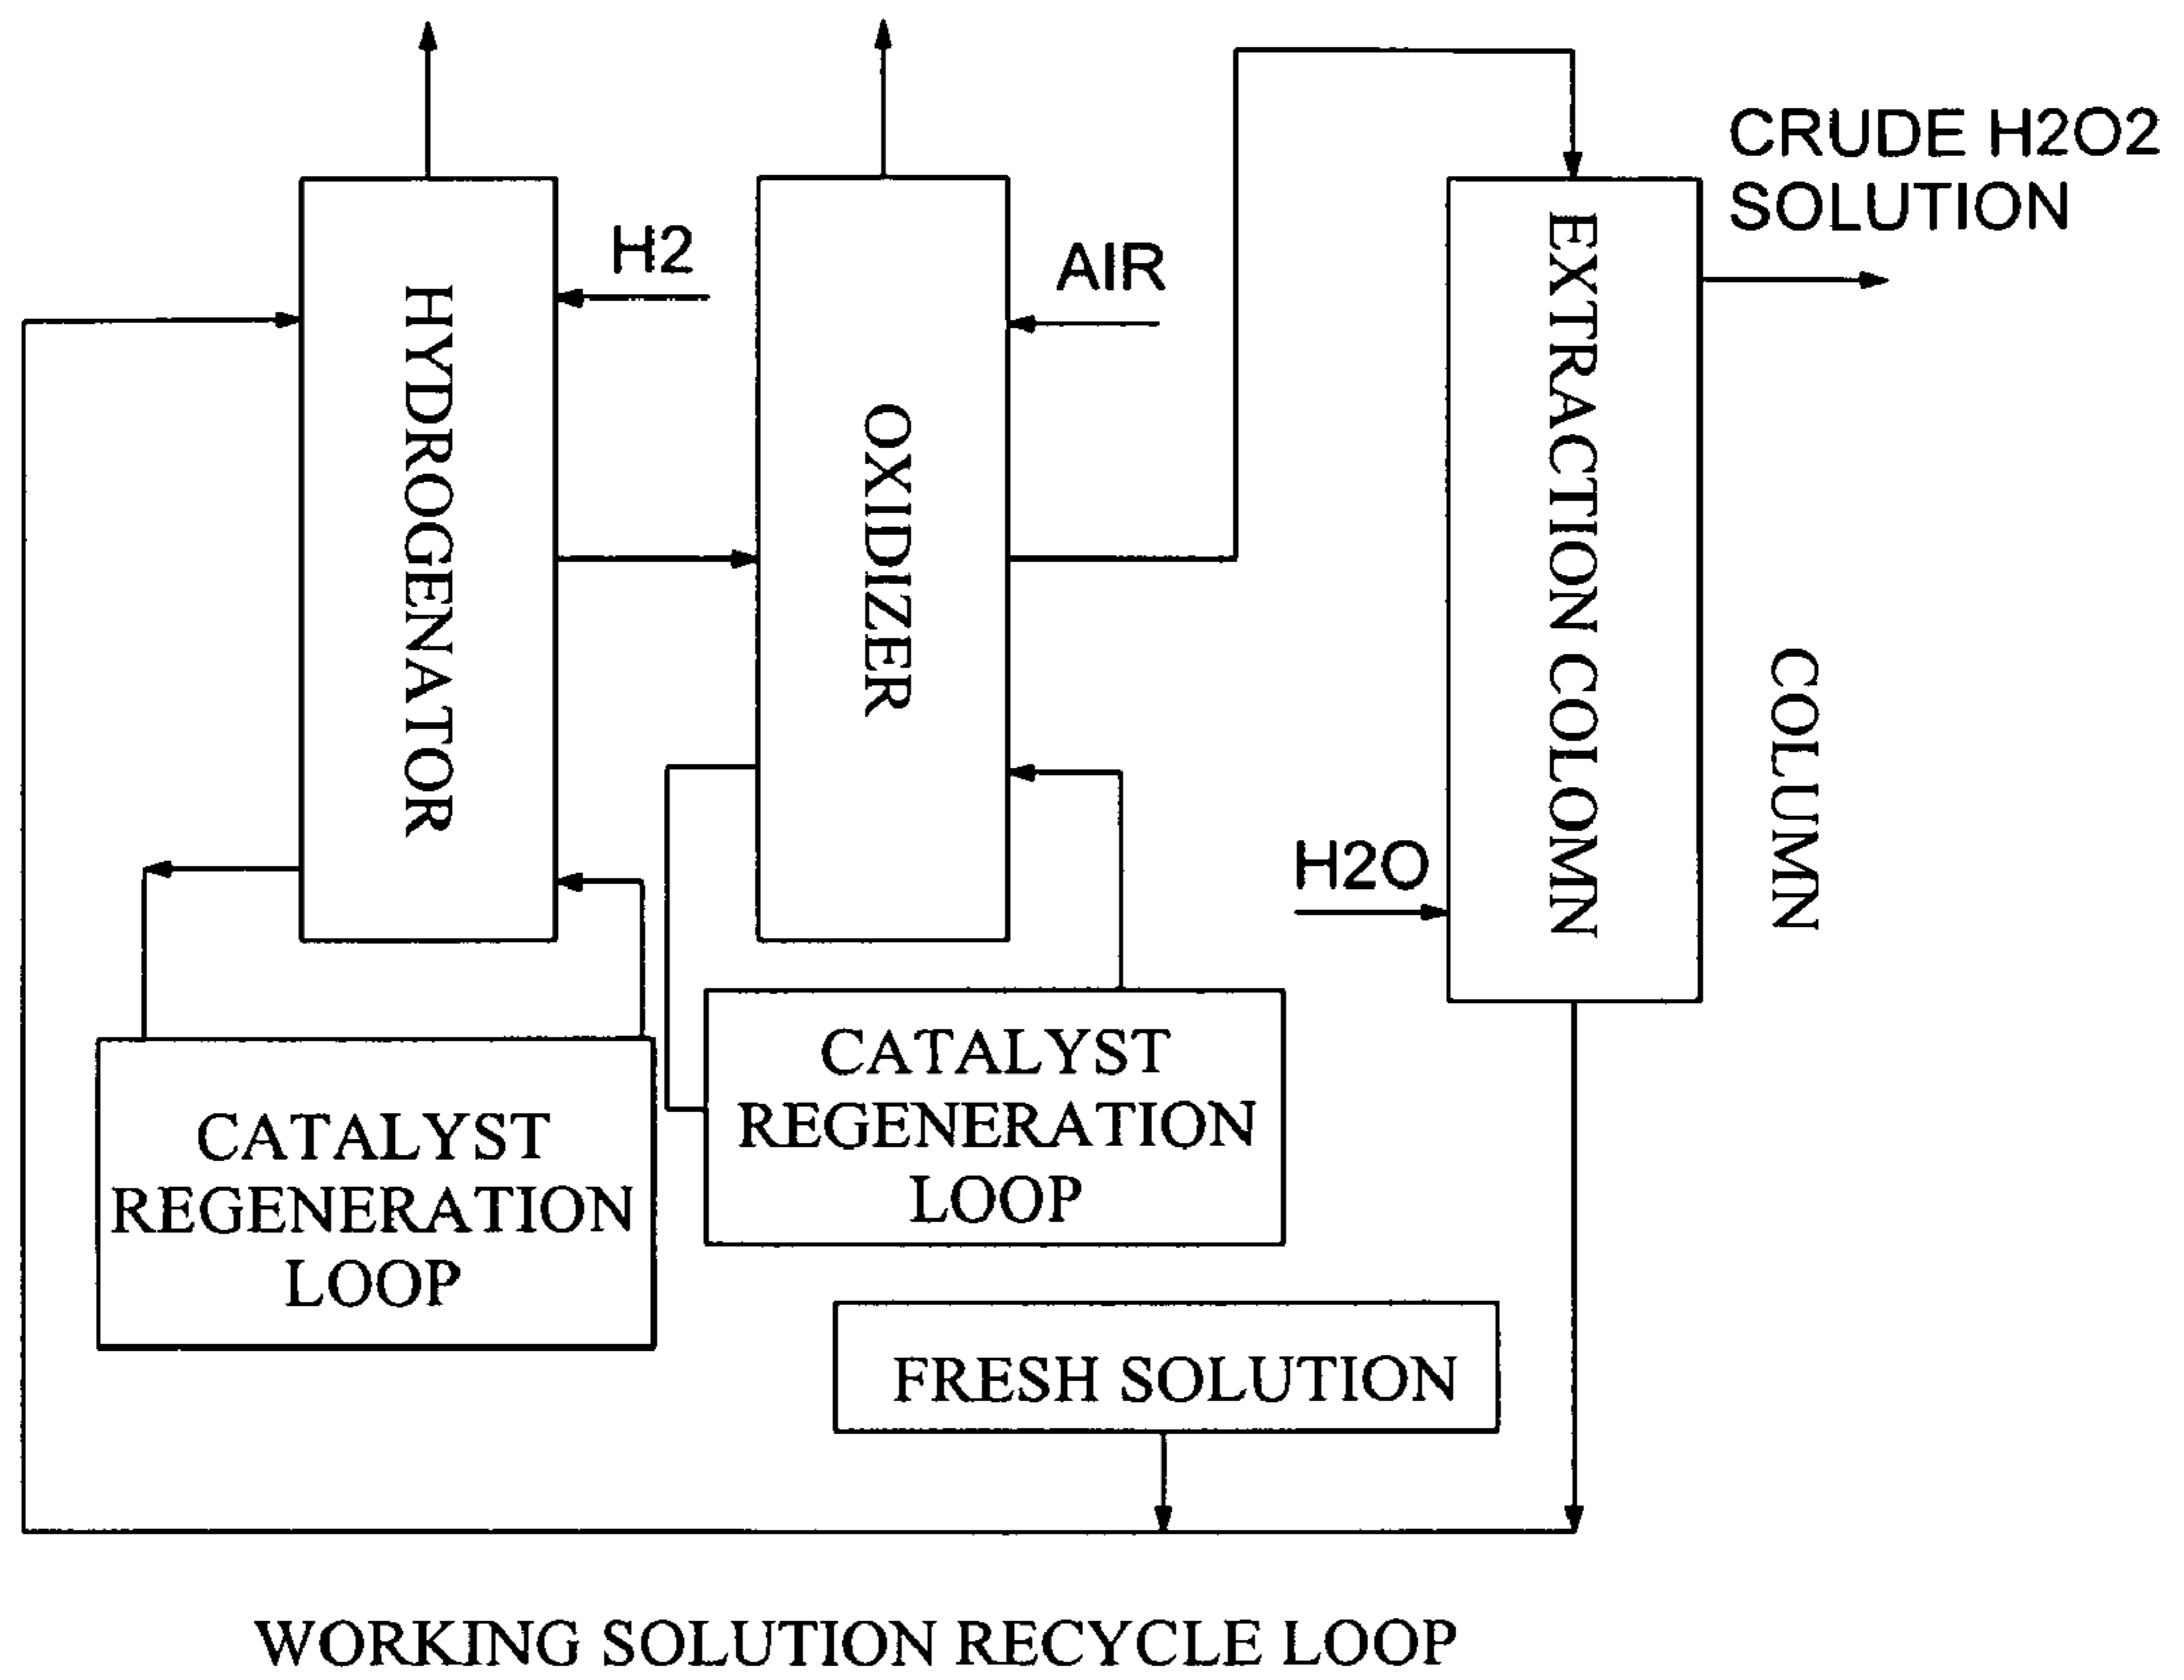 CRUDE H2O2
SOLUTION
H2
AIR
HYDROGENATOR
OXIDIZER
EXTRACTION COLOMN
COLUMN
H2O
CATALYST
REGENERATION
LOOP
CATALYST
REGENERATION
LOOP
FRESH SOLUTION
WORKING SOLUTION RECYCLE LOOP